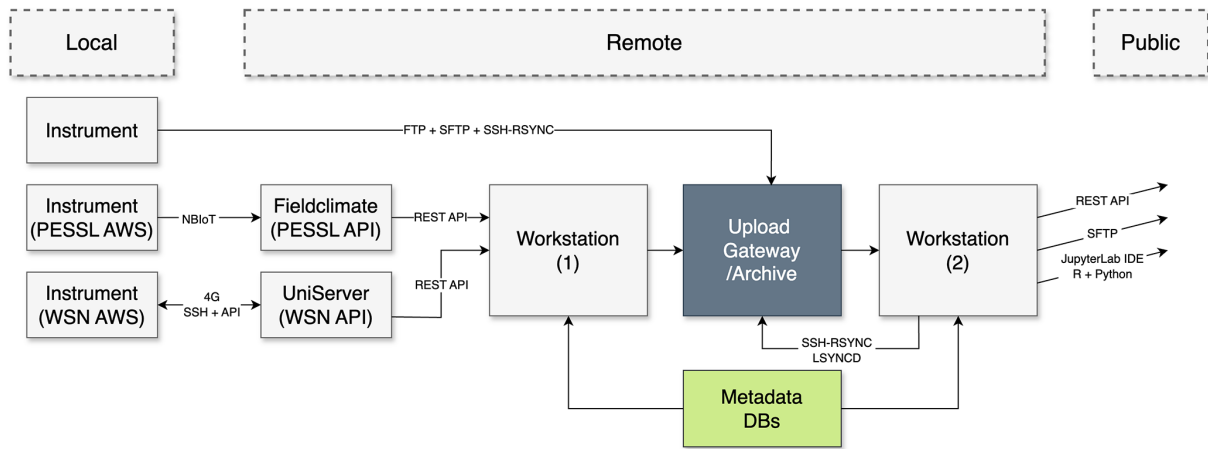 Local
Remote
Public
Instrument
FTP + SFTP + SSH-RSYNC
Instrument
(PESSL AWS)
NBIoT
Fieldclimate
(PESSL API)
REST API
Workstation
(1)
Upload
Gateway
/Archive
Workstation
(2)
REST API
SFTP
JupyterLab IDE
R + Python
Instrument
(WSN AWS)
4G
SSH + API
UniServer
(WSN API)
REST API
SSH-RSYNC
LSYNCD
Metadata
DBs